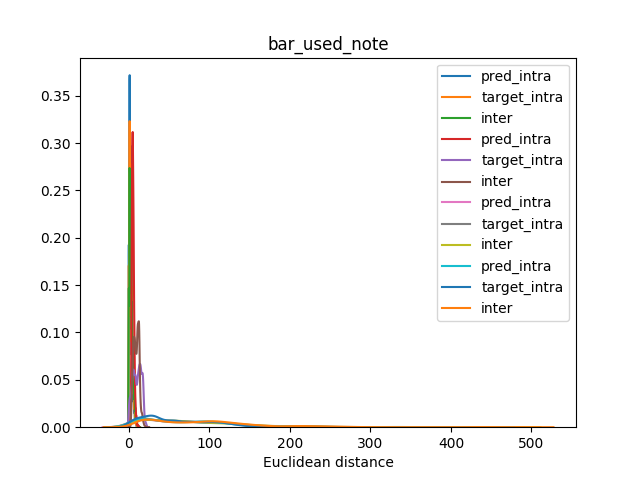 bar_used_note
0.35
0.30
0.25
0.20
0.15
0.10
0.05
0.00
pred_intra
target_intra
inter
pred_intra
target_intra
inter
pred_intra
target_intra
inter
pred_intra
target_intra
inter
0 100 200 300 400 500
Euclidean distance